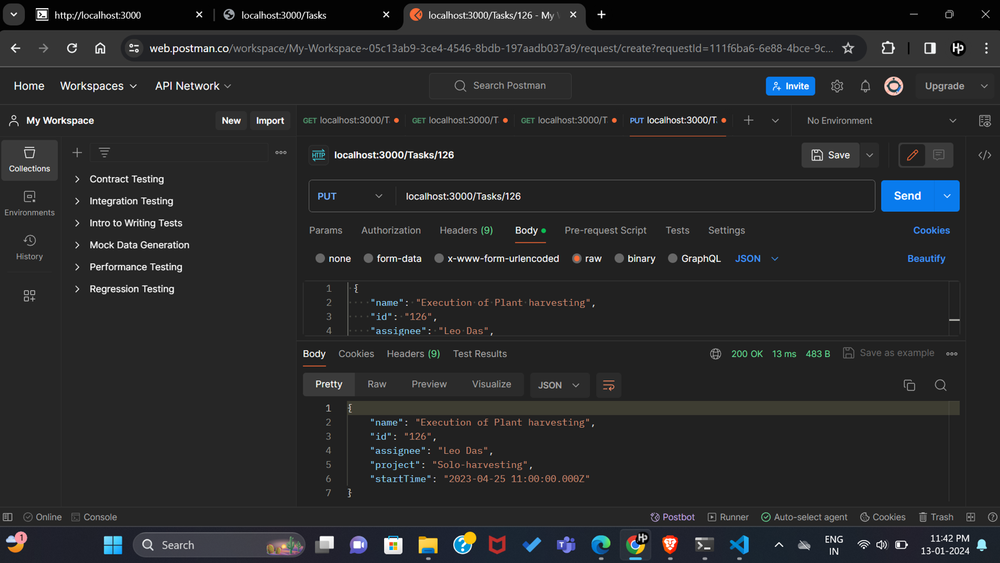 http://localhost:3000
localhost:3000/Tasks
localhost:3000/Tasks/126 - My
web.postman.co/workspace/My-Workspace~05c13ab9-3ce4-4546-8bdb-197aadb037a9/request/create?requestId=111f6ba6-6e88-4bce-9c...
Home Workspaces API Network Search Postman Invite Upgrade
My Workspace New Import
GET localhost:3000/T. GET localhost:3000/T. GET localhost:3000/T. PUT localhost:3000/T. No Environment
Collections
Environments
History
Contract Testing
Integration Testing
Intro to Writing Tests
Mock Data Generation
Performance Testing
Regression Testing
HTTP localhost:3000/Tasks/126 Save
PUT localhost:3000/Tasks/126 Send
Params Authorization Headers (9) Body Pre-request Script Tests Settings Cookies
none form-data x-www-form-urlencoded raw binary GraphQL JSON Beautify
1 {
2 "name": "Execution of Plant harvesting",
3 "id": "126",
4 "assignee": "Leo Das",
Body Cookies Headers (9) Test Results 200 OK 13 ms 483 B Save as example
Pretty Raw Preview Visualize JSON
1 {
2 "name": "Execution of Plant harvesting",
3 "id": "126",
4 "assignee": "Leo Das",
5 "project": "Solo-harvesting",
6 "startTime": "2023-04-25 11:00:00.000Z"
7 }
Online Console Postbot Runner Auto-select agent Cookies Trash
1 Search ENG IN 11:42 PM
13-01-2024